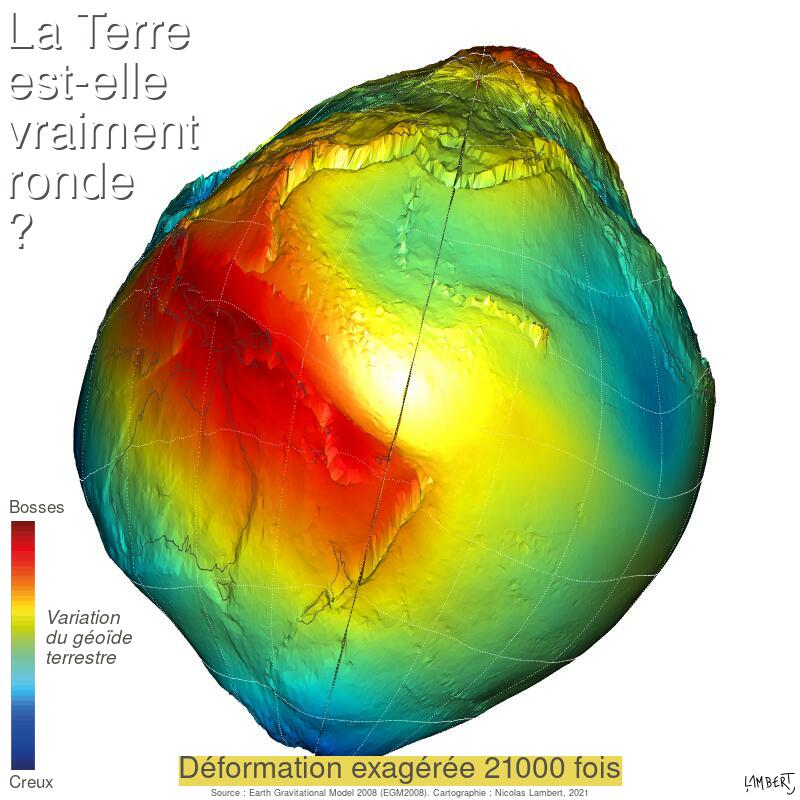 La Terre
est-elle
vraiment
ronde
?
Bosses
Variation
du géoïde
terrestre
Creux
Déformation exagérée 21000 fois
Source : Earth Gravitational Model 2008 (EGM2008). Cartographie : Nicolas Lambert, 2021
LAMBERT